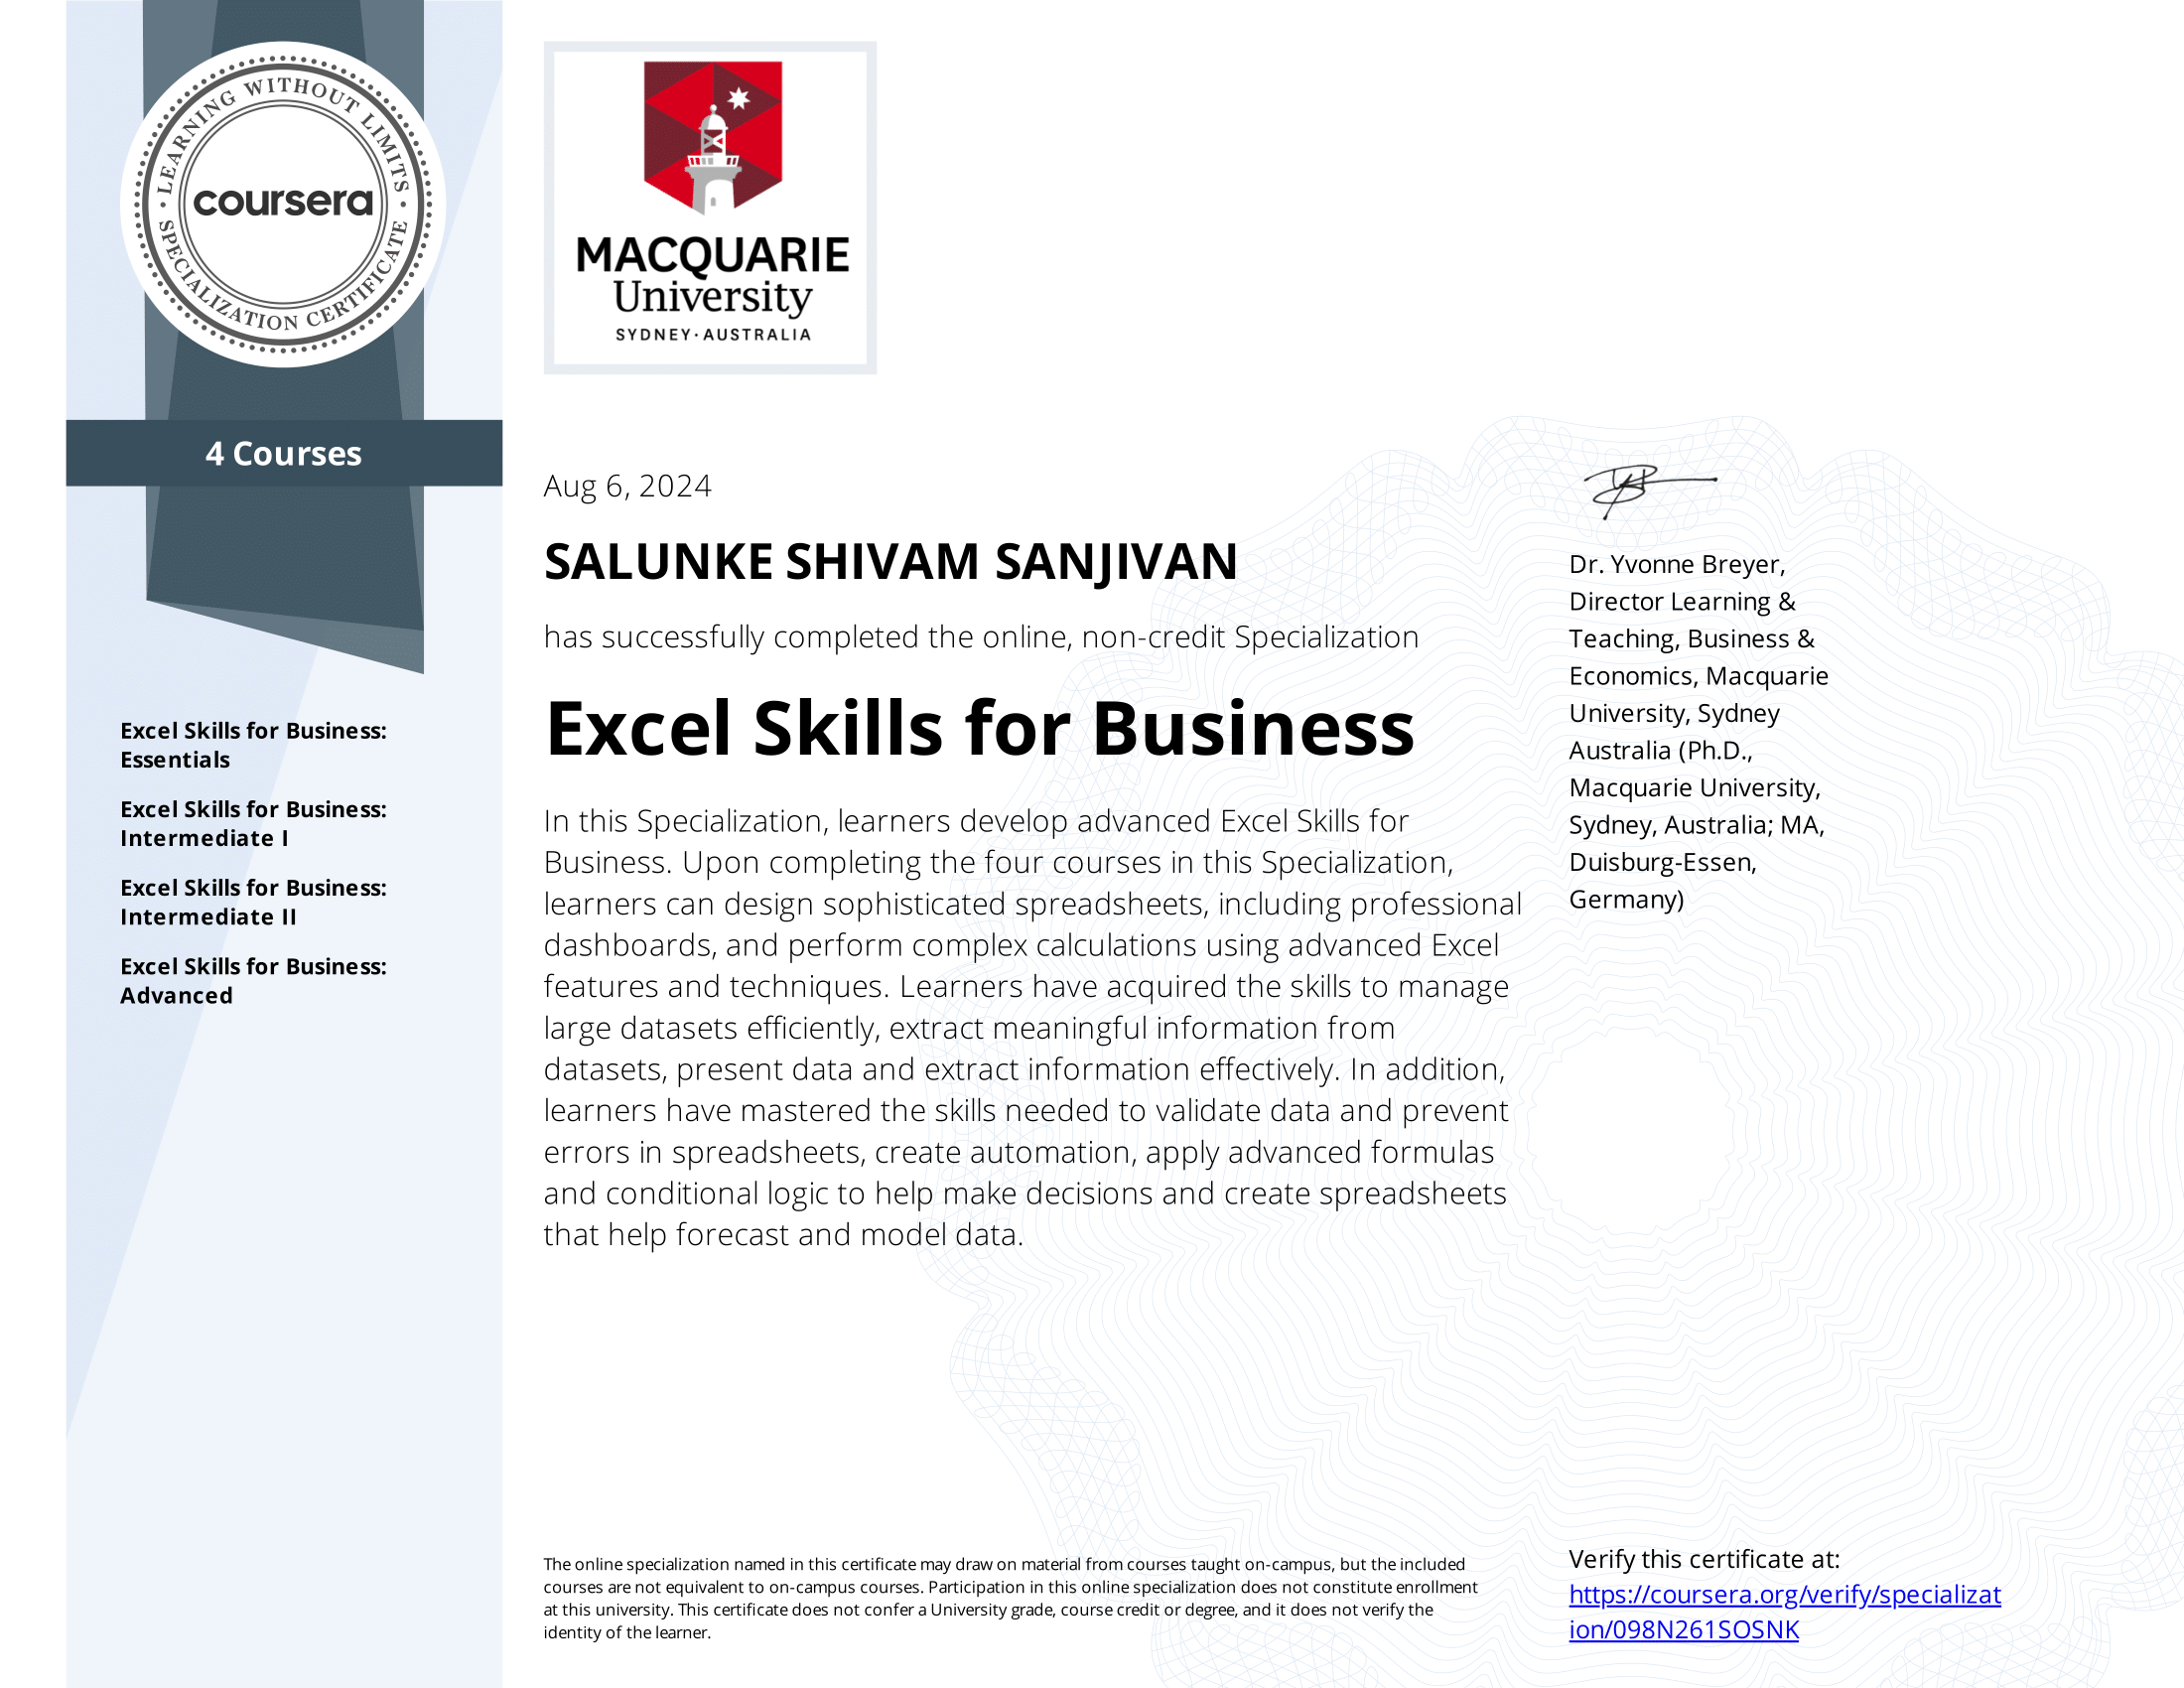 LEARNING WITHOUT LIMITS
coursera
SPECIALIZATION CERTIFICATE
4 Courses
Excel Skills for Business:
Essentials
Excel Skills for Business:
Intermediate I
Excel Skills for Business:
Intermediate II
Excel Skills for Business:
Advanced
MACQUARIE
University
SYDNEY·AUSTRALIA
Aug 6, 2024
SALUNKE SHIVAM SANJIVAN
has successfully completed the online, non-credit Specialization
Excel Skills for Business
In this Specialization, learners develop advanced Excel Skills for
Business. Upon completing the four courses in this Specialization,
learners can design sophisticated spreadsheets, including professional
dashboards, and perform complex calculations using advanced Excel
features and techniques. Learners have acquired the skills to manage
large datasets efficiently, extract meaningful information from
datasets, present data and extract information effectively. In addition,
learners have mastered the skills needed to validate data and prevent
errors in spreadsheets, create automation, apply advanced formulas
and conditional logic to help make decisions and create spreadsheets
that help forecast and model data.
Dr. Yvonne Breyer,
Director Learning &
Teaching, Business &
Economics, Macquarie
University, Sydney
Australia (Ph.D.,
Macquarie University,
Sydney, Australia; MA,
Duisburg-Essen,
Germany)
The online specialization named in this certificate may draw on material from courses taught on-campus, but the included
courses are not equivalent to on-campus courses. Participation in this online specialization does not constitute enrollment
at this university. This certificate does not confer a University grade, course credit or degree, and it does not verify the
identity of the learner.
Verify this certificate at:
https://coursera.org/verify/specializat
ion/098N261SOSNK